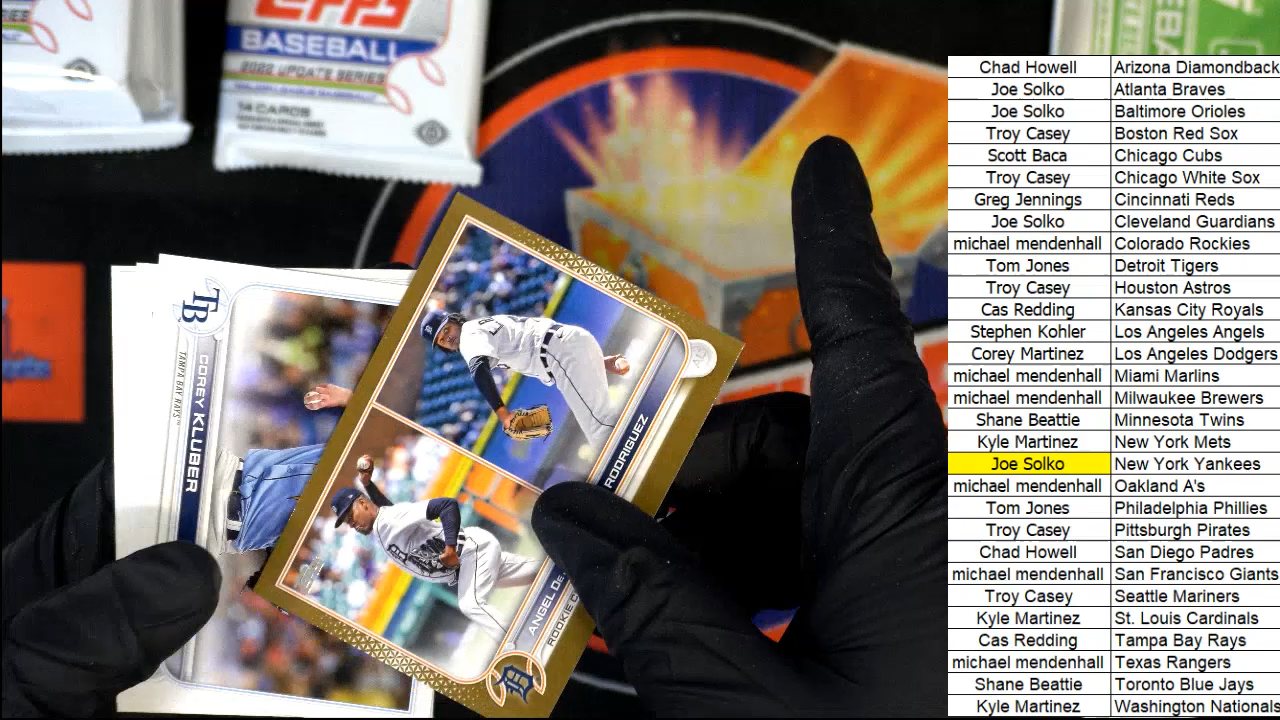 BASEBALL
2022 UPDATE SERIES
14 CARDS
TB
COREY KLUBER
TAMPA BAY RAYS™
RODRIGUEZ
ANGEL DE
ROOKIE
Chad Howell Arizona Diamondback
Joe Solko Atlanta Braves
Joe Solko Baltimore Orioles
Troy Casey Boston Red Sox
Scott Baca Chicago Cubs
Troy Casey Chicago White Sox
Greg Jennings Cincinnati Reds
Joe Solko Cleveland Guardians
michael mendenhall Colorado Rockies
Tom Jones Detroit Tigers
Troy Casey Houston Astros
Cas Redding Kansas City Royals
Stephen Kohler Los Angeles Angels
Corey Martinez Los Angeles Dodgers
michael mendenhall Miami Marlins
michael mendenhall Milwaukee Brewers
Shane Beattie Minnesota Twins
Kyle Martinez New York Mets
Joe Solko New York Yankees
michael mendenhall Oakland A's
Tom Jones Philadelphia Phillies
Troy Casey Pittsburgh Pirates
Chad Howell San Diego Padres
michael mendenhall San Francisco Giants
Troy Casey Seattle Mariners
Kyle Martinez St. Louis Cardinals
Cas Redding Tampa Bay Rays
michael mendenhall Texas Rangers
Shane Beattie Toronto Blue Jays
Kyle Martinez Washington Nationals